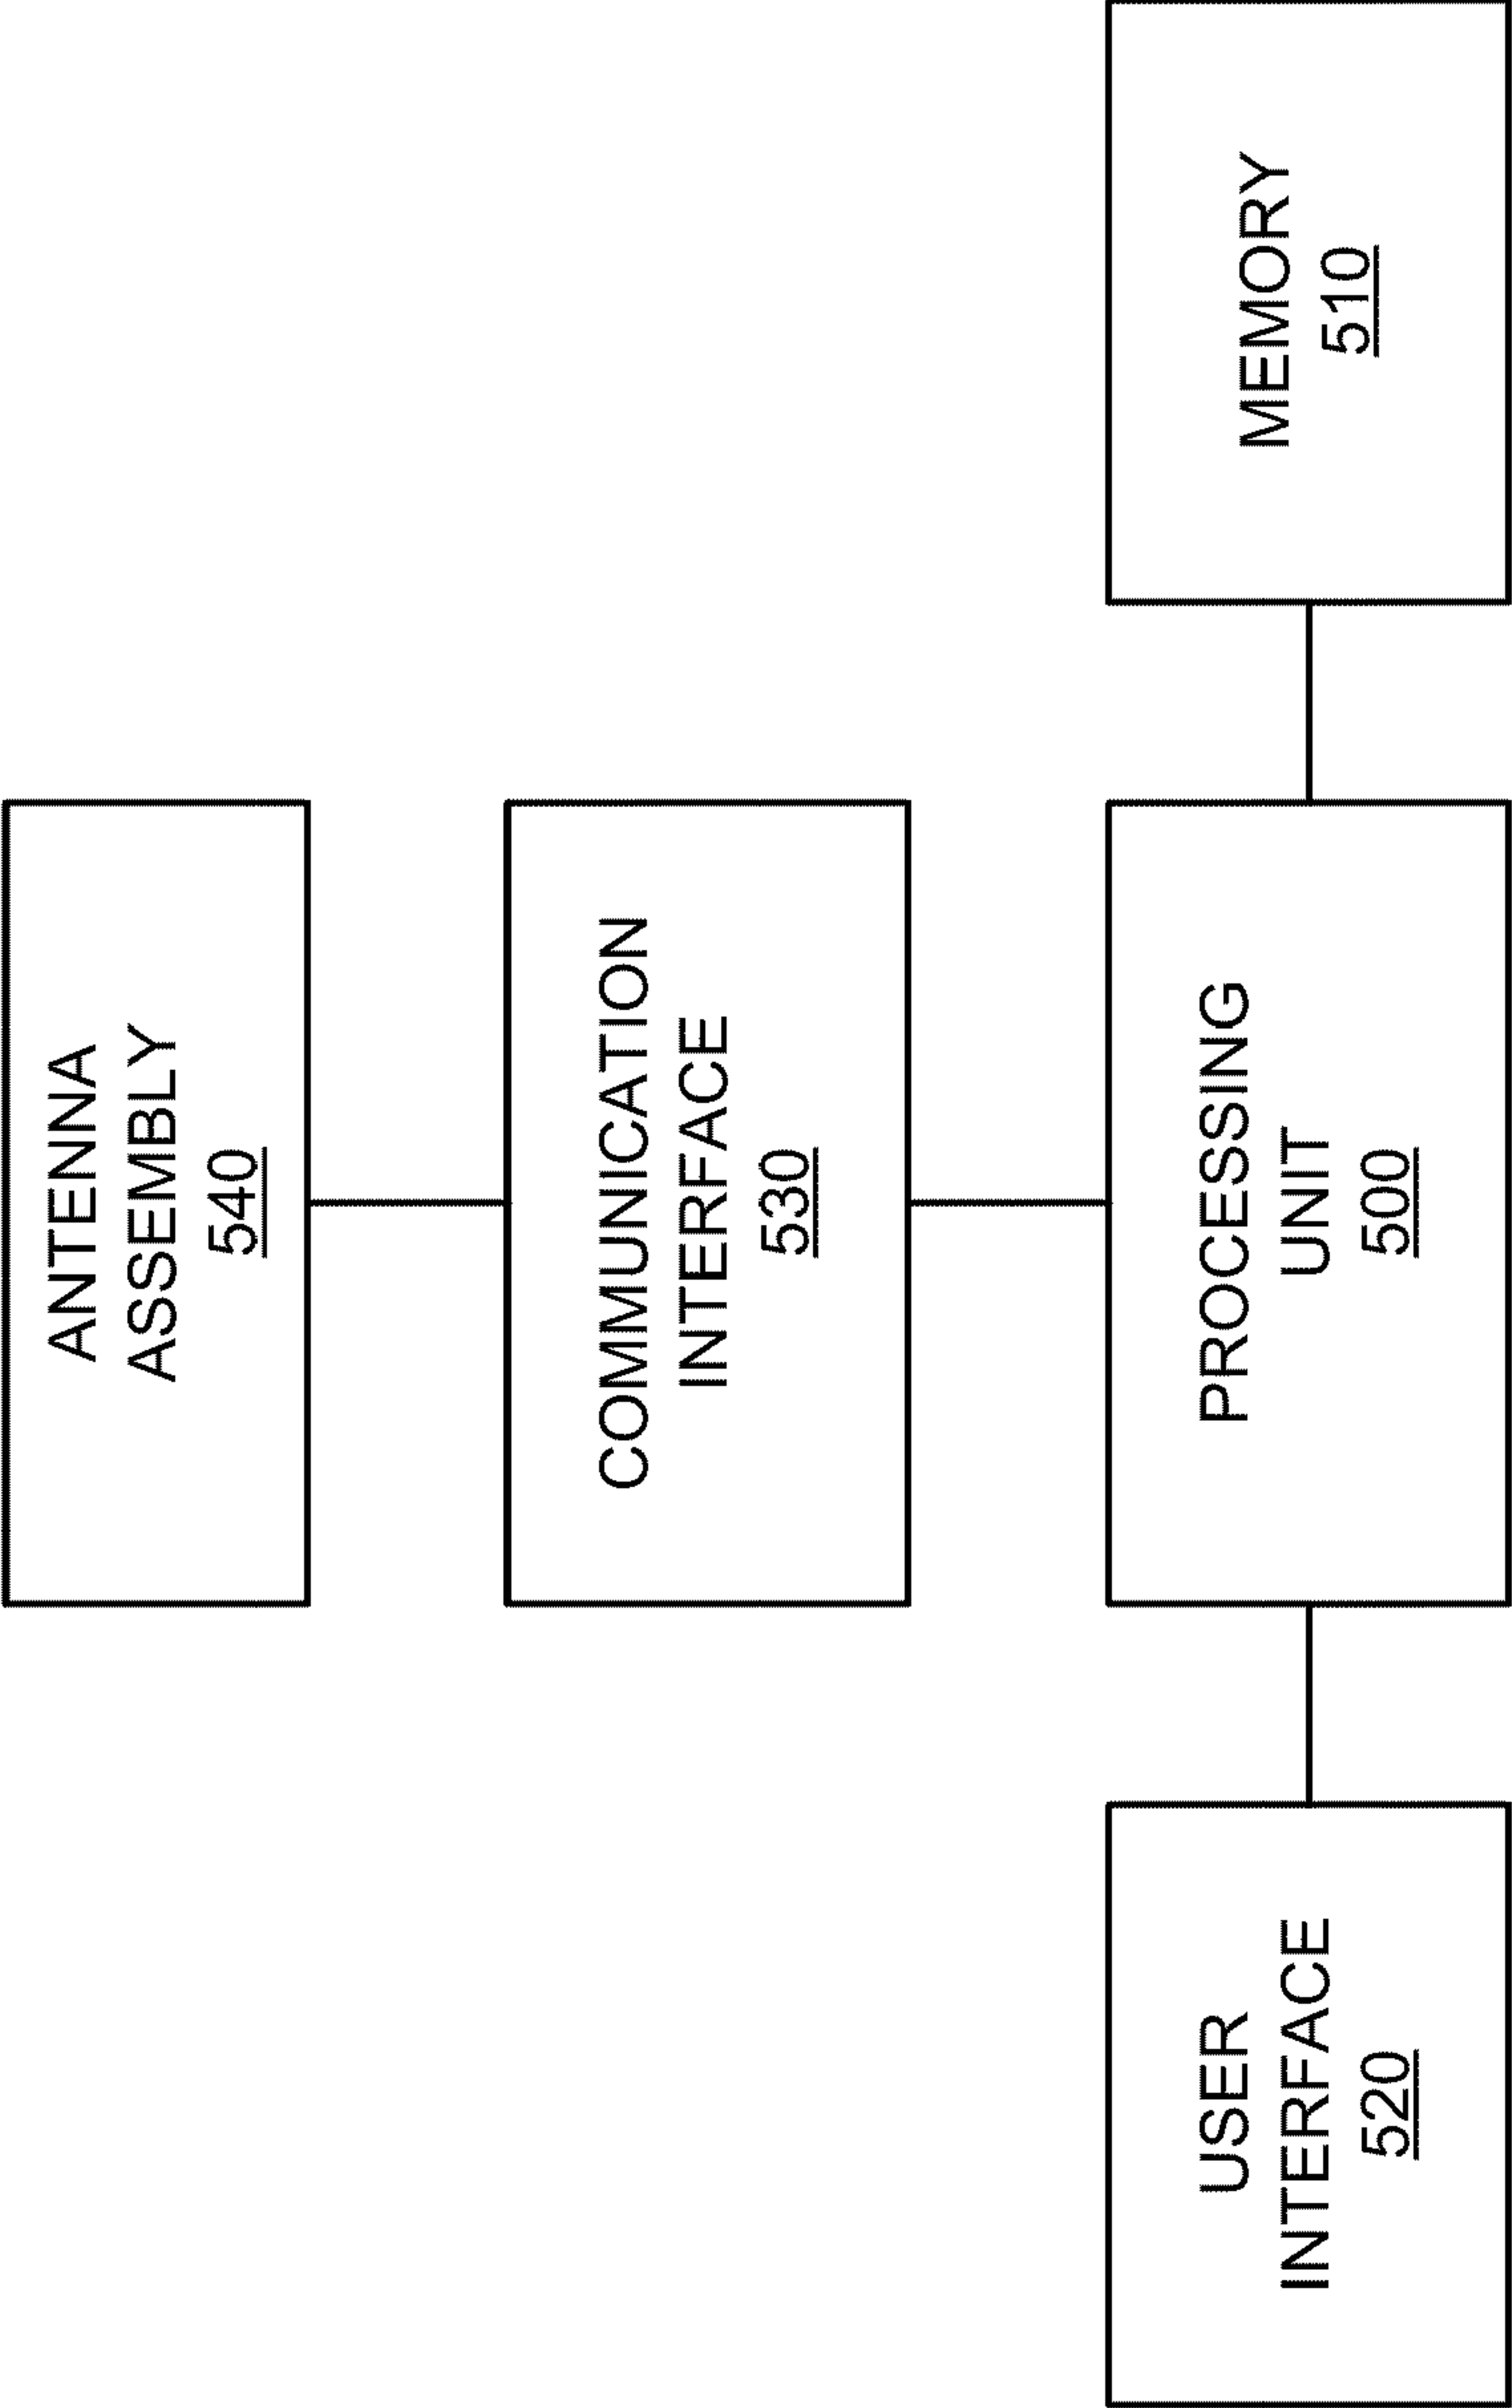 ANTENNA
ASSEMBLY
540
COMMUNICATION
INTERFACE
530
USER
INTERFACE
520
PROCESSING
UNIT
500
MEMORY
510